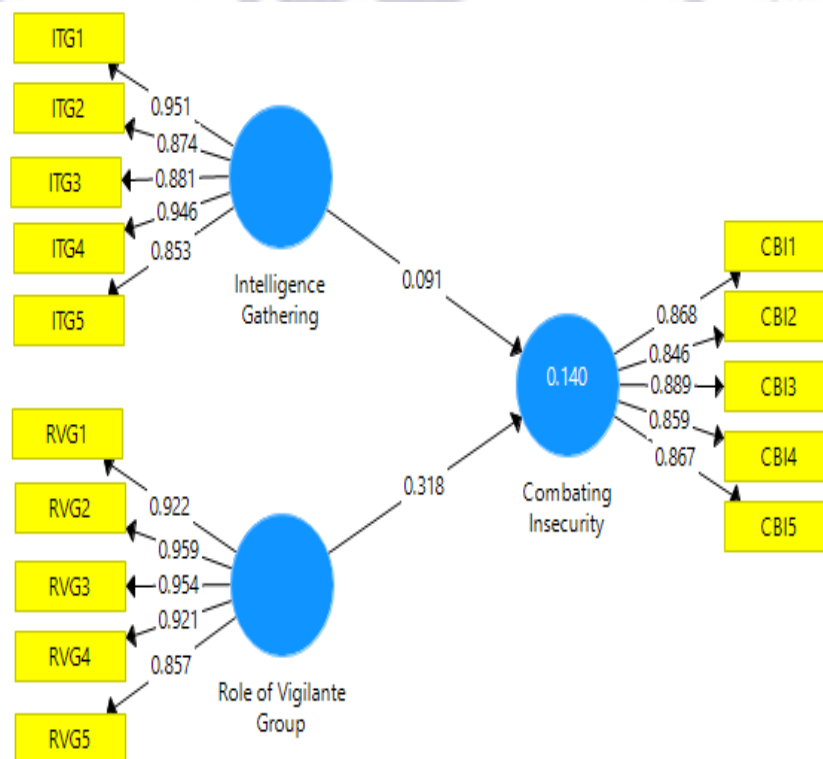 ITG1
ITG2
ITG3
ITG4
ITG5
0.951
0.874
0.881
0.946
0.853
Intelligence
Gathering
0.091
RVG1
RVG2
RVG3
RVG4
RVG5
0.922
0.959
0.954
0.921
0.857
Role of Vigilante
Group
0.318
0.140
Combating
Insecurity
0.868
0.846
0.889
0.859
0.867
CBI1
CBI2
CBI3
CBI4
CBI5